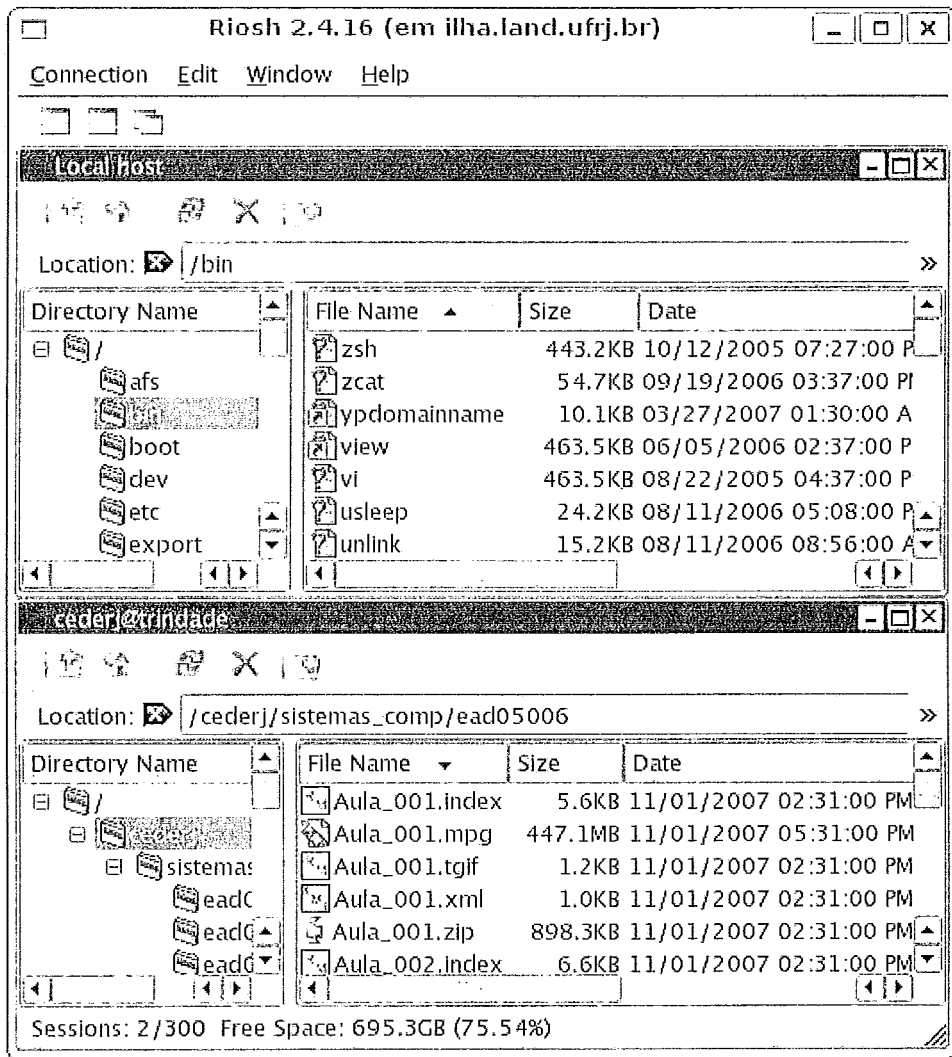 Riosh 2.4.16 (em ilha.land.ufrj.br)
Connection Edit Window Help
Local host
Location: /bin »
Directory Name
/
afs
bin
boot
dev
etc
export
File Name Size Date
zsh 443.2KB 10/12/2005 07:27:00 P
zcat 54.7KB 09/19/2006 03:37:00 P
ypdomainname 10.1KB 03/27/2007 01:30:00 A
view 463.5KB 06/05/2006 02:37:00 P
vi 463.5KB 08/22/2005 04:37:00 P
usleep 24.2KB 08/11/2006 05:08:00 P
unlink 15.2KB 08/11/2006 08:56:00 A
cederj@trindade
Location: /cederj/sistemas_comp/ead05006 »
Directory Name
/
cederj
sistemas
ead
ead
ead
File Name Size Date
Aula_001.index 5.6KB 11/01/2007 02:31:00 PM
Aula_001.mpg 447.1MB 11/01/2007 05:31:00 PM
Aula_001.tgif 1.2KB 11/01/2007 02:31:00 PM
Aula_001.xml 1.0KB 11/01/2007 02:31:00 PM
Aula_001.zip 898.3KB 11/01/2007 02:31:00 PM
Aula_002.index 6.6KB 11/01/2007 02:31:00 PM
Sessions: 2/300 Free Space: 695.3GB (75.54%)